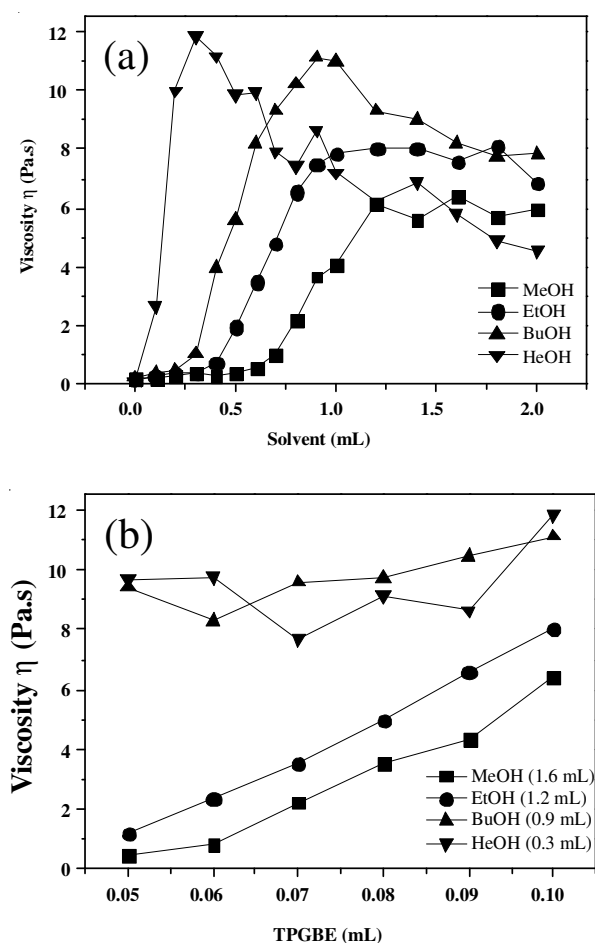 (a)
12
10
8
6
4
2
0
Viscosity η (Pa.s)
MeOH
EtOH
BuOH
HeOH
0.0 0.5 1.0 1.5 2.0
Solvent (mL)
(b)
12
10
8
6
4
2
0
Viscosity η (Pa.s)
MeOH (1.6 mL)
EtOH (1.2 mL)
BuOH (0.9 mL)
HeOH (0.3 mL)
0.05 0.06 0.07 0.08 0.09 0.10
TPGBE (mL)